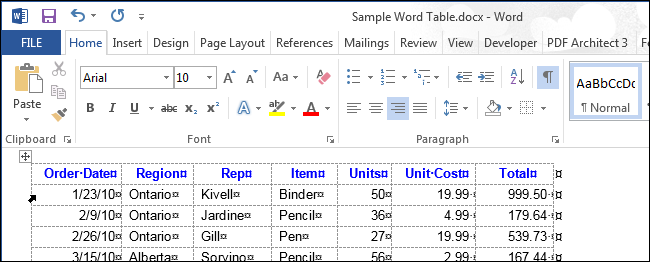 Sample Word Table.docx - Word
FILE Home Insert Design Page Layout References Mailings Review View Developer PDF Architect 3
Arial 10 Aa
Paste B I U abc x₂ x² A A A
AaBbCcDc
¶ Normal
Clipboard Font Paragraph
Order·Date¤ Region¤ Rep¤ Item¤ Units¤ Unit·Cost¤ Total¤ ¤
1/23/10¤ Ontario¤ Kivell¤ Binder¤ 50¤ 19.99·¤ 999.50·¤ ¤
2/9/10¤ Ontario¤ Jardine¤ Pencil¤ 36¤ 4.99·¤ 179.64·¤ ¤
2/26/10¤ Ontario¤ Gill¤ Pen¤ 27¤ 19.99·¤ 539.73·¤ ¤
3/15/10¤ Alberta¤ Sorvino¤ Pencil¤ 56¤ 2.99·¤ 167.44·¤ ¤